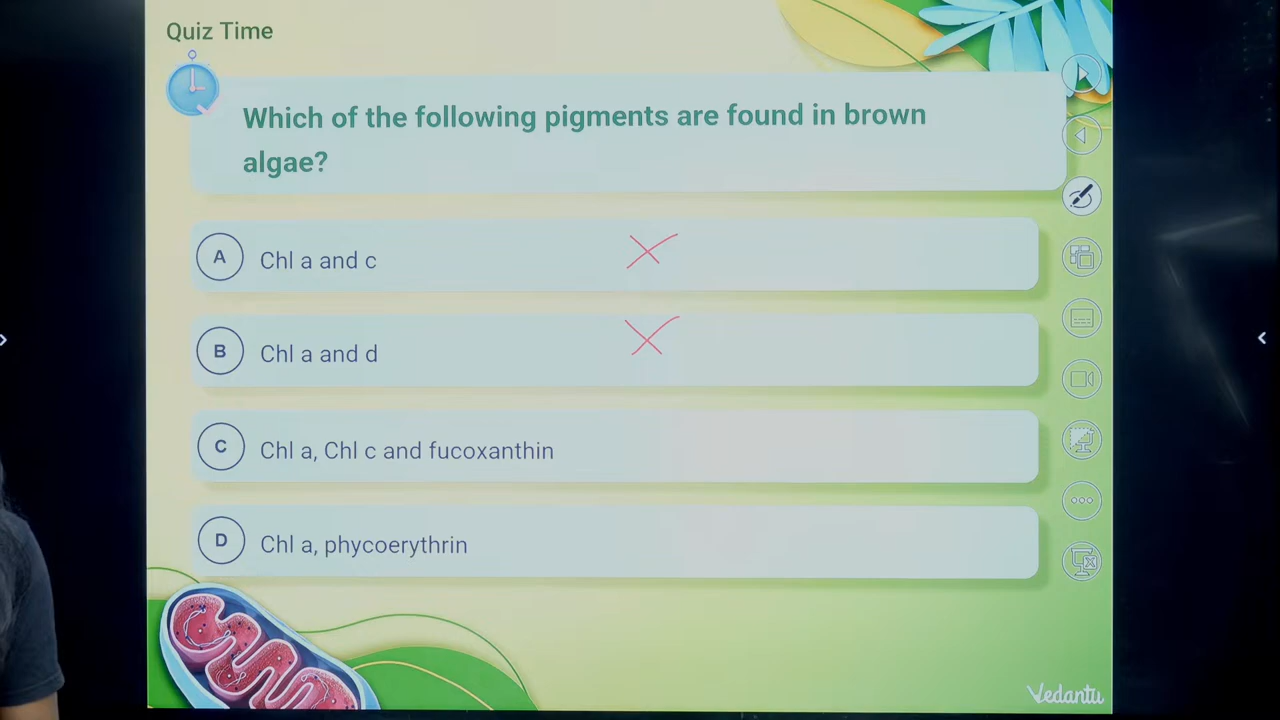 Quiz Time
Which of the following pigments are found in brown
algae?
A Chl a and c
B Chl a and d
C Chl a, Chl c and fucoxanthin
D Chl a, phycoerythrin
Vedantu